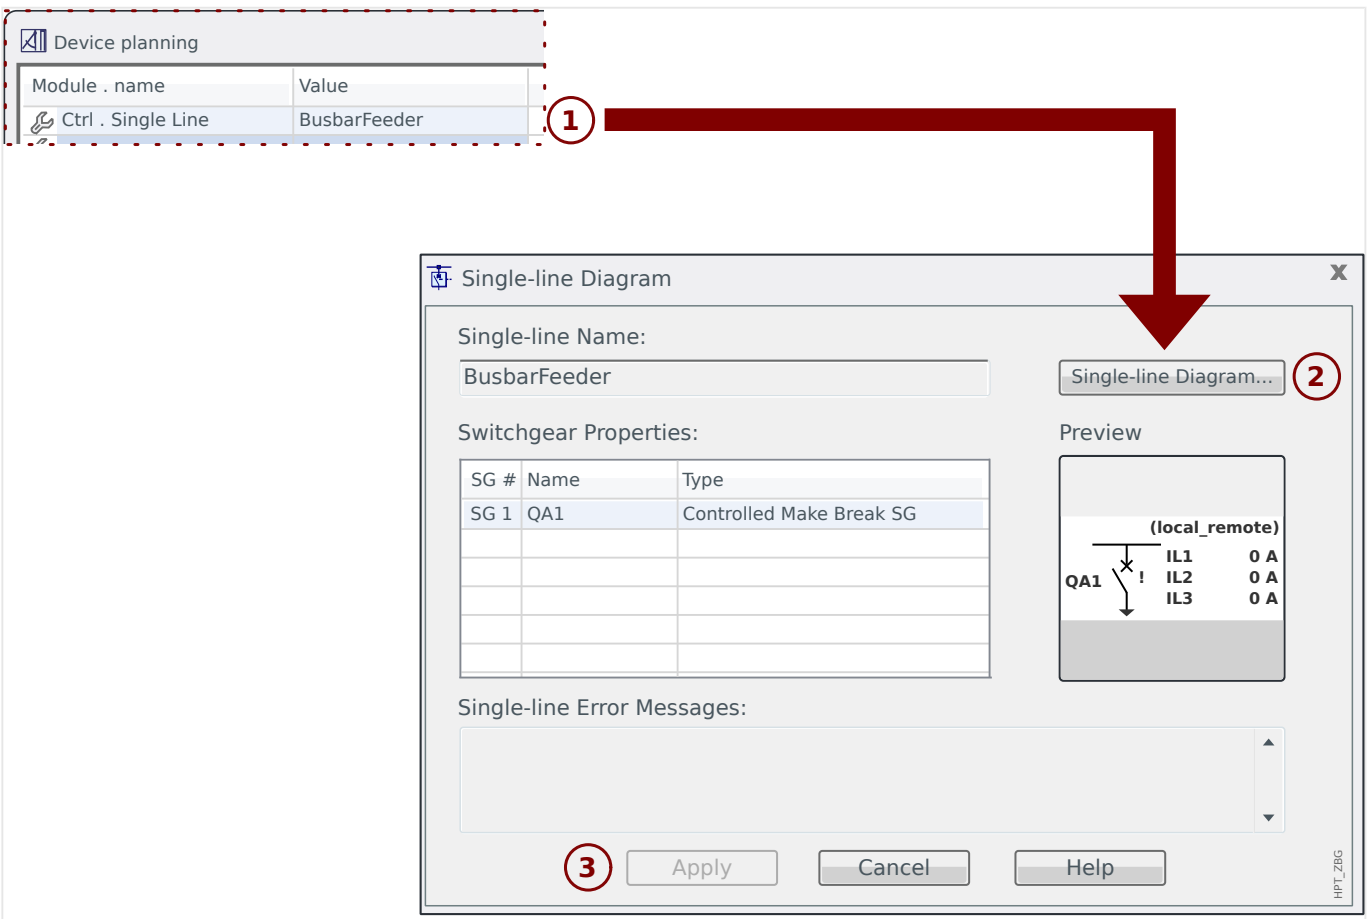 Device planning
Module . name Value
Ctrl . Single Line BusbarFeeder
1
Single-line Diagram X
Single-line Name:
BusbarFeeder Single-line Diagram... 2
Switchgear Properties: Preview
SG # Name Type
SG 1 QA1 Controlled Make Break SG
(local_remote)
IL1 0 A
QA1 ! IL2 0 A
IL3 0 A
Single-line Error Messages:
3 Apply Cancel Help
HPT_ZBG